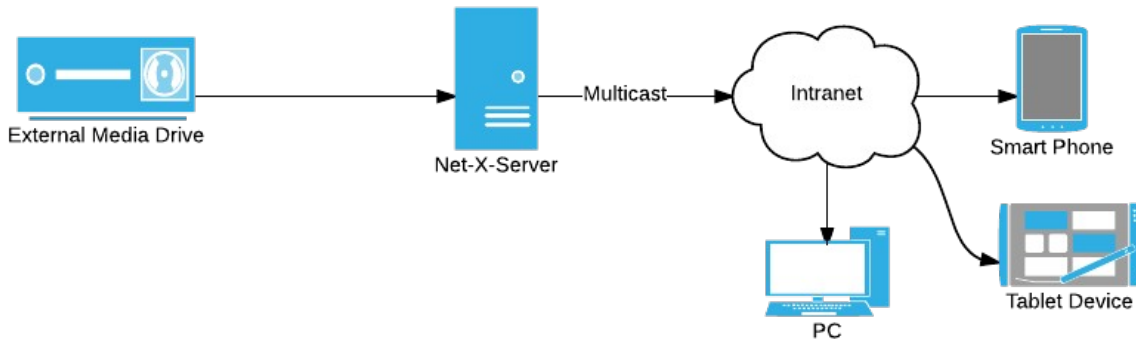 External Media Drive
Net-X-Server
Multicast
Intranet
Smart Phone
Tablet Device
PC